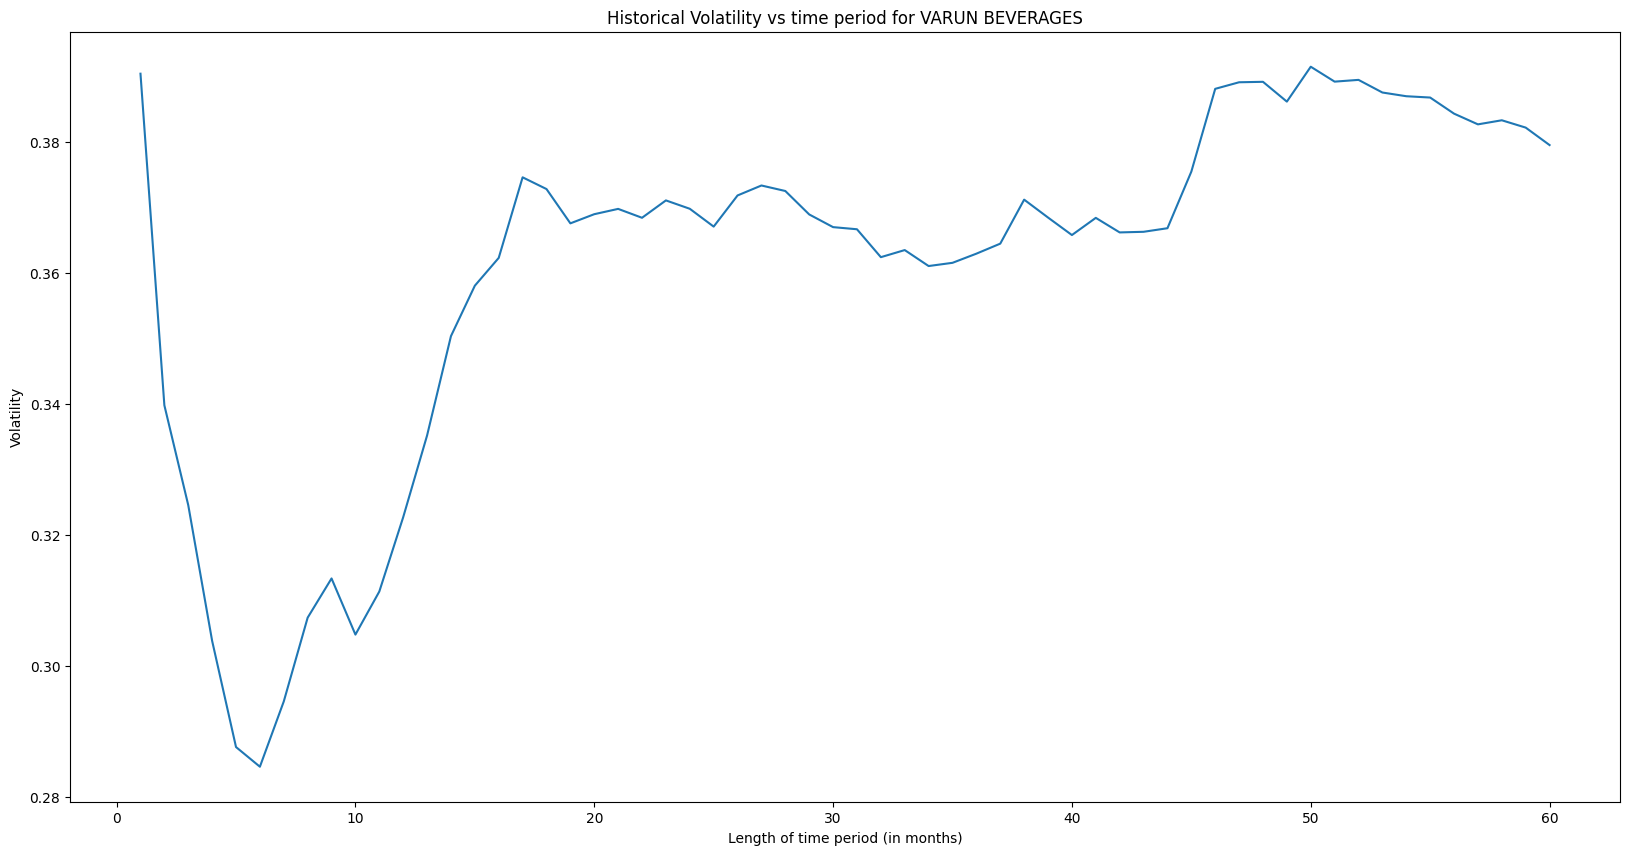 Historical Volatility vs time period for VARUN BEVERAGES
Volatility
0.38
0.36
0.34
0.32
0.30
0.28
0 10 20 30 40 50 60
Length of time period (in months)